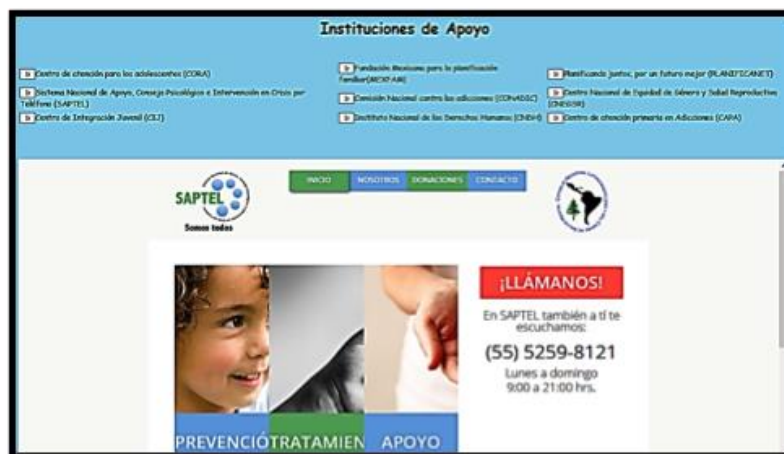 Instituciones de Apoyo
Centro de atención para los adolescentes (CORA)
Sistema Nacional de Apoyo, Consejo Psicológico e Intervención en Crisis por
Teléfono (SAPTEL)
Centro de Integración Juvenil (CIJ)
Fundación Mexicana para la planificación
familiar(MEXFAM)
Comisión Nacional contra las adicciones (CONADIC)
Instituto Nacional de los Derechos Humanos (CNDH)
Planificando juntos, por un futuro mejor (PLANIFICANET)
Centro Nacional de Equidad de Género y Salud Reproductiva
(CNEGSR)
Centro de atención primaria en Adicciones (CAPA)
SAPTEL
Somos todos
INICIO NOSOTROS DONACIONES CONTACTO
¡LLÁMANOS!
En SAPTEL también a tí te
escuchamos:
(55) 5259-8121
Lunes a domingo
9:00 a 21:00 hrs.
PREVENCIÓ TRATAMIEN APOYO